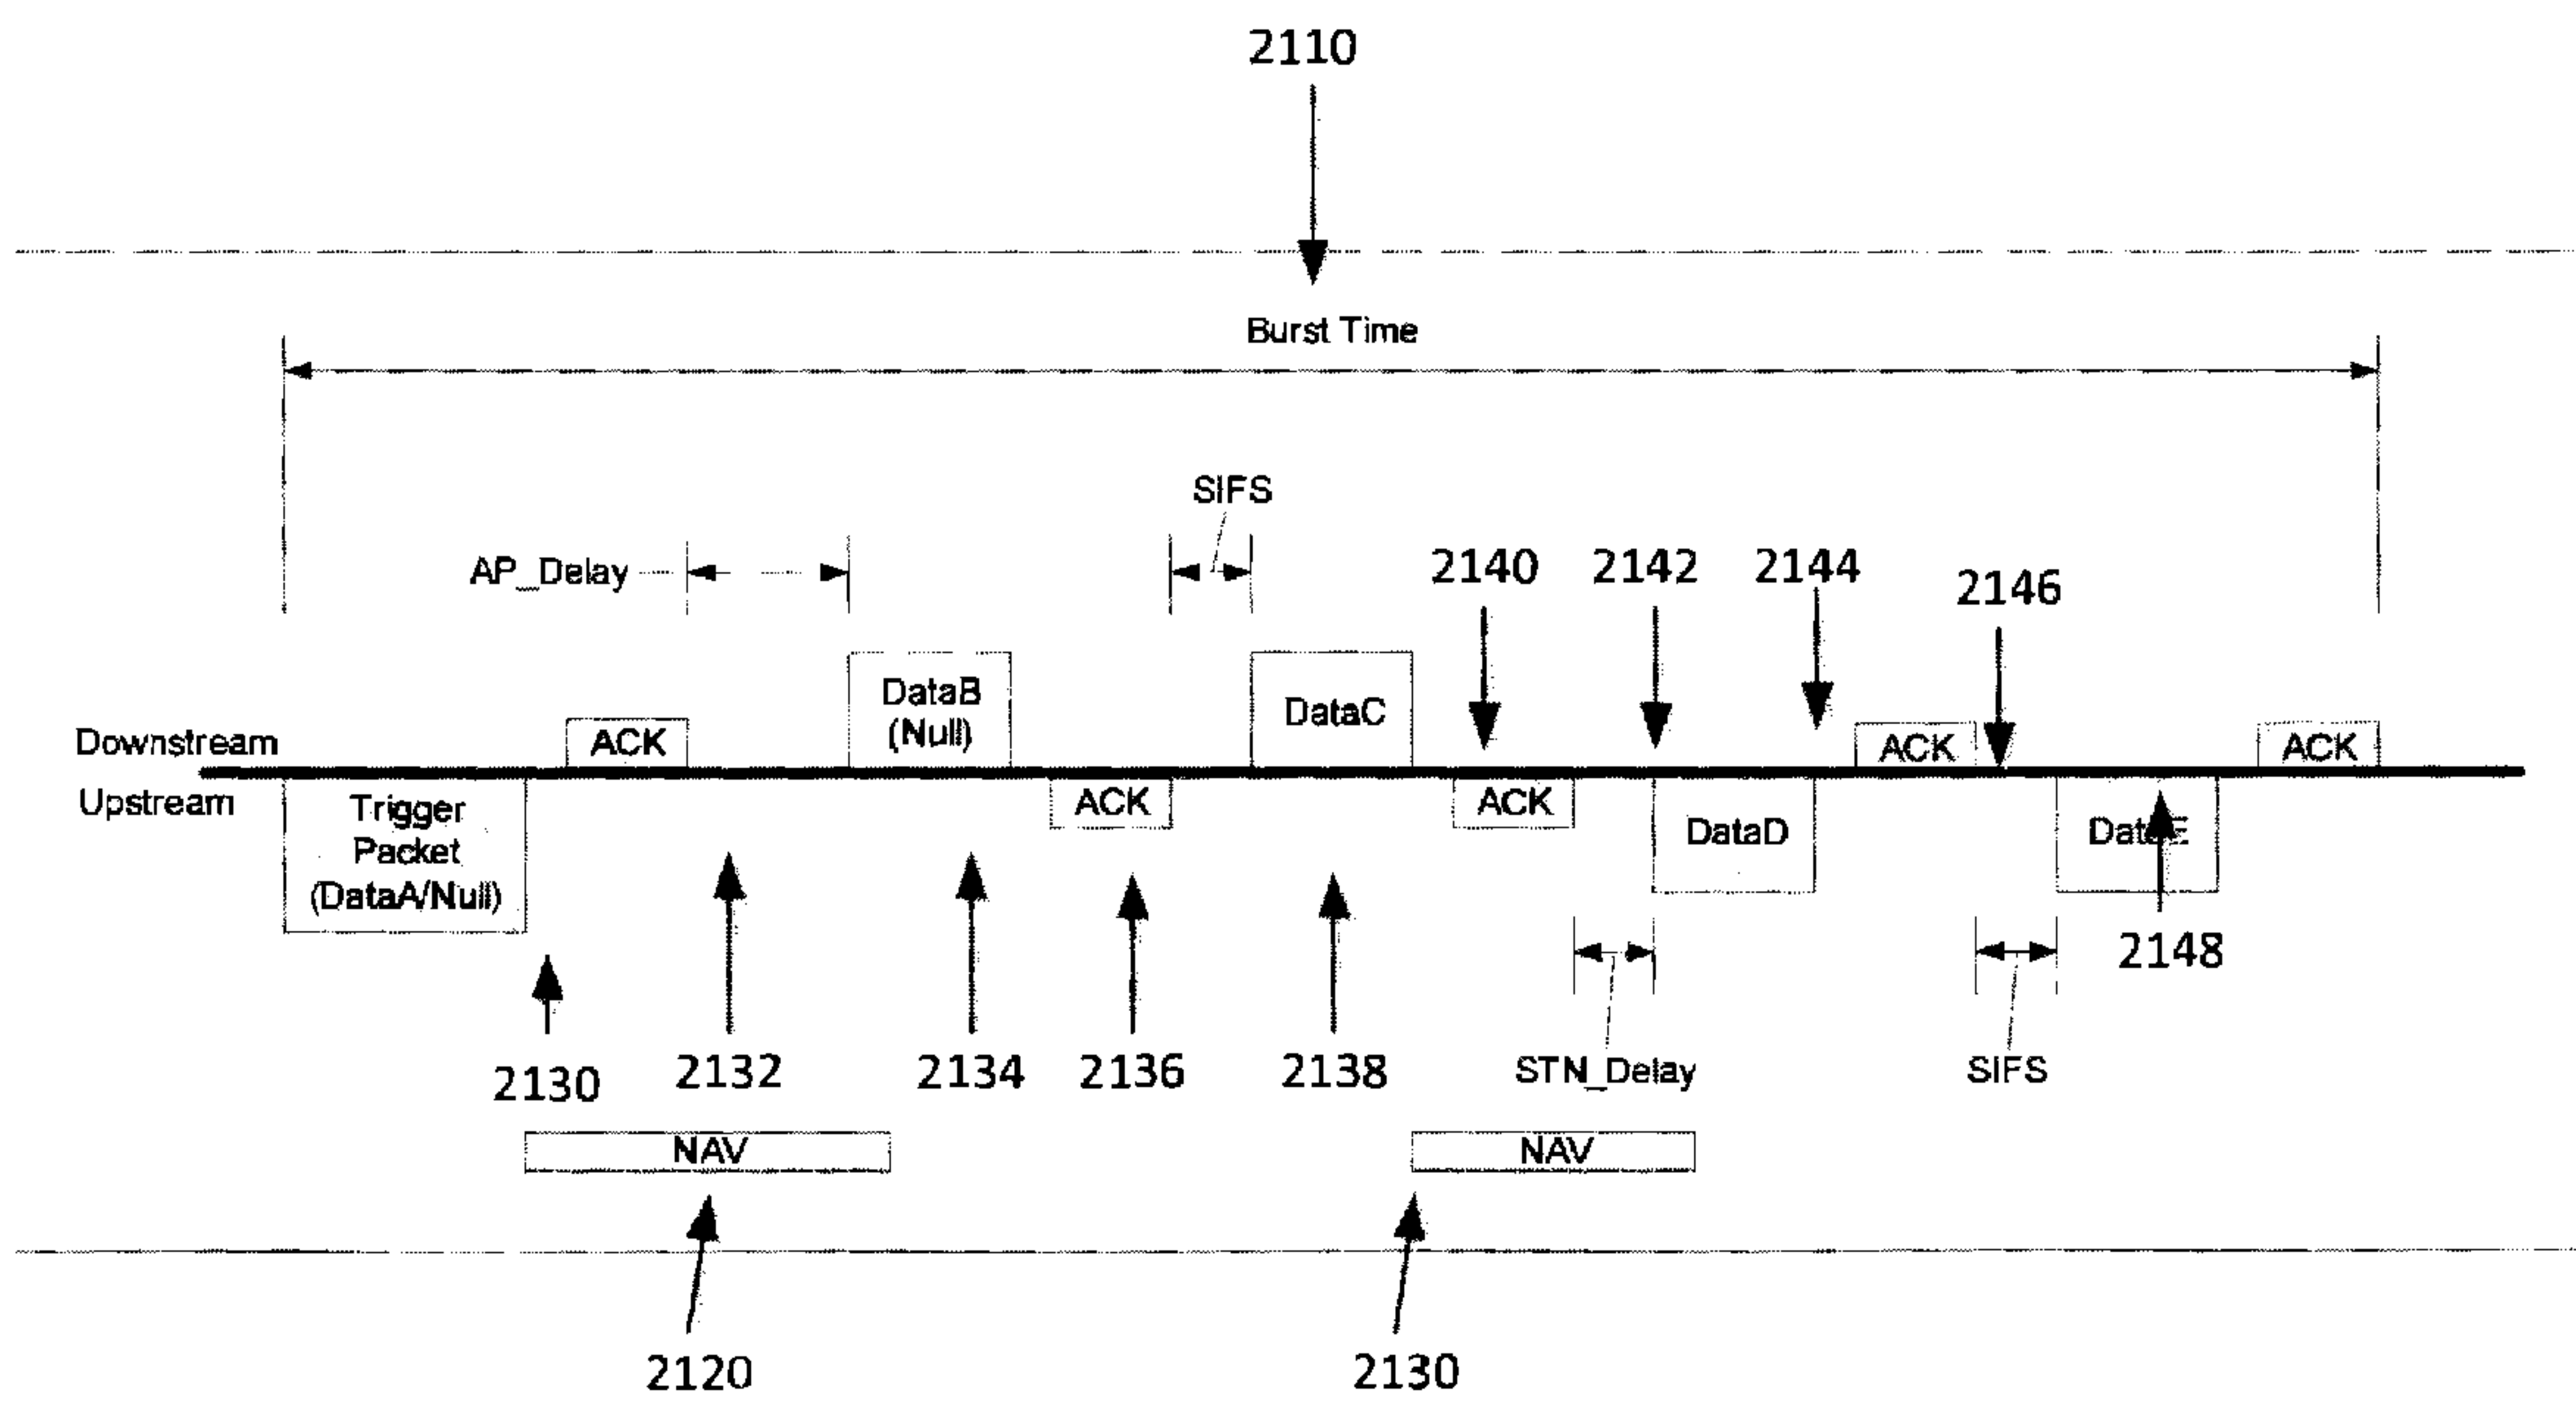 2110
Burst Time
SIFS
AP_Delay
2140
2142
2144
2146
DataB
(Null)
DataC
Downstream
ACK
ACK
ACK
Upstream
Trigger
Packet
(DataA/Null)
ACK
ACK
DataD
DataE
2148
2130
2132
2134
2136
2138
STN_Delay
SIFS
NAV
NAV
2120
2130